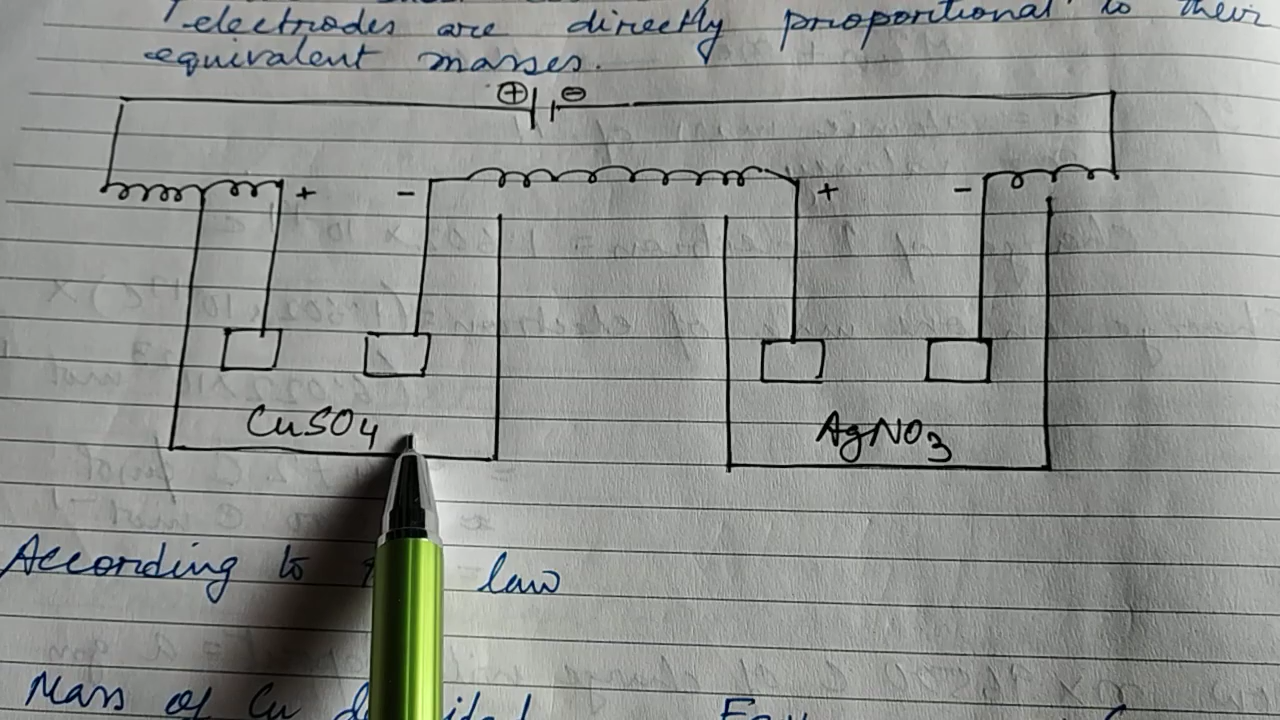 electrodes are directly proportional to their
equivalent masses.
+ -
+ - + -
CuSO4 AgNO3
According to law
Mass of Cu